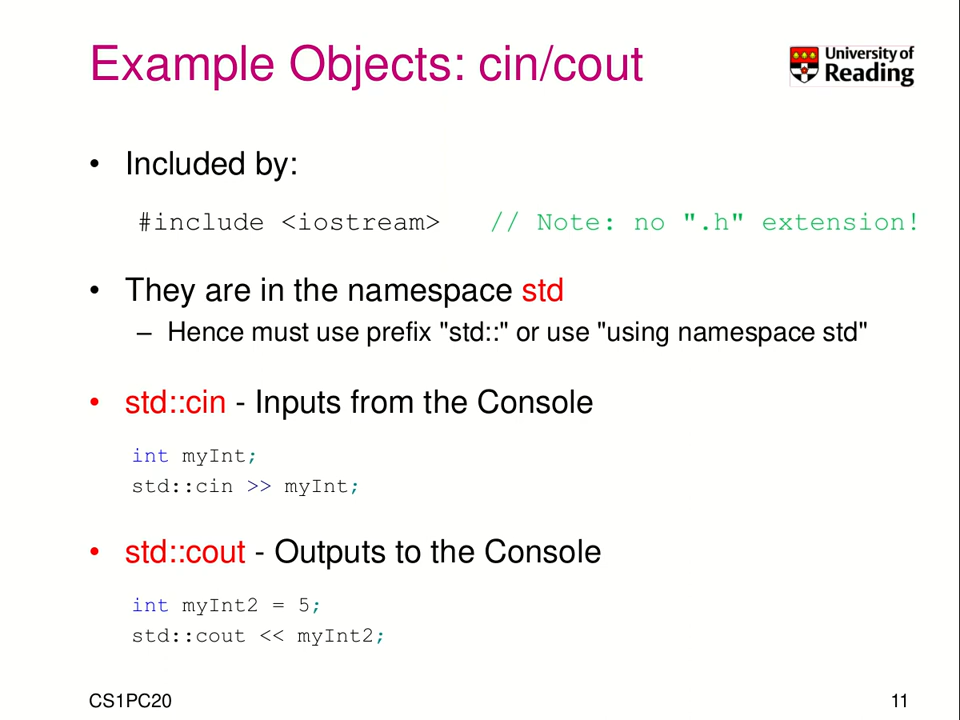 Example Objects: cin/cout
University of
Reading
• Included by:
#include <iostream> // Note: no ".h" extension!
• They are in the namespace std
– Hence must use prefix "std::" or use "using namespace std"
• std::cin - Inputs from the Console
int myInt;
std::cin >> myInt;
• std::cout - Outputs to the Console
int myInt2 = 5;
std::cout << myInt2;
CS1PC20
11